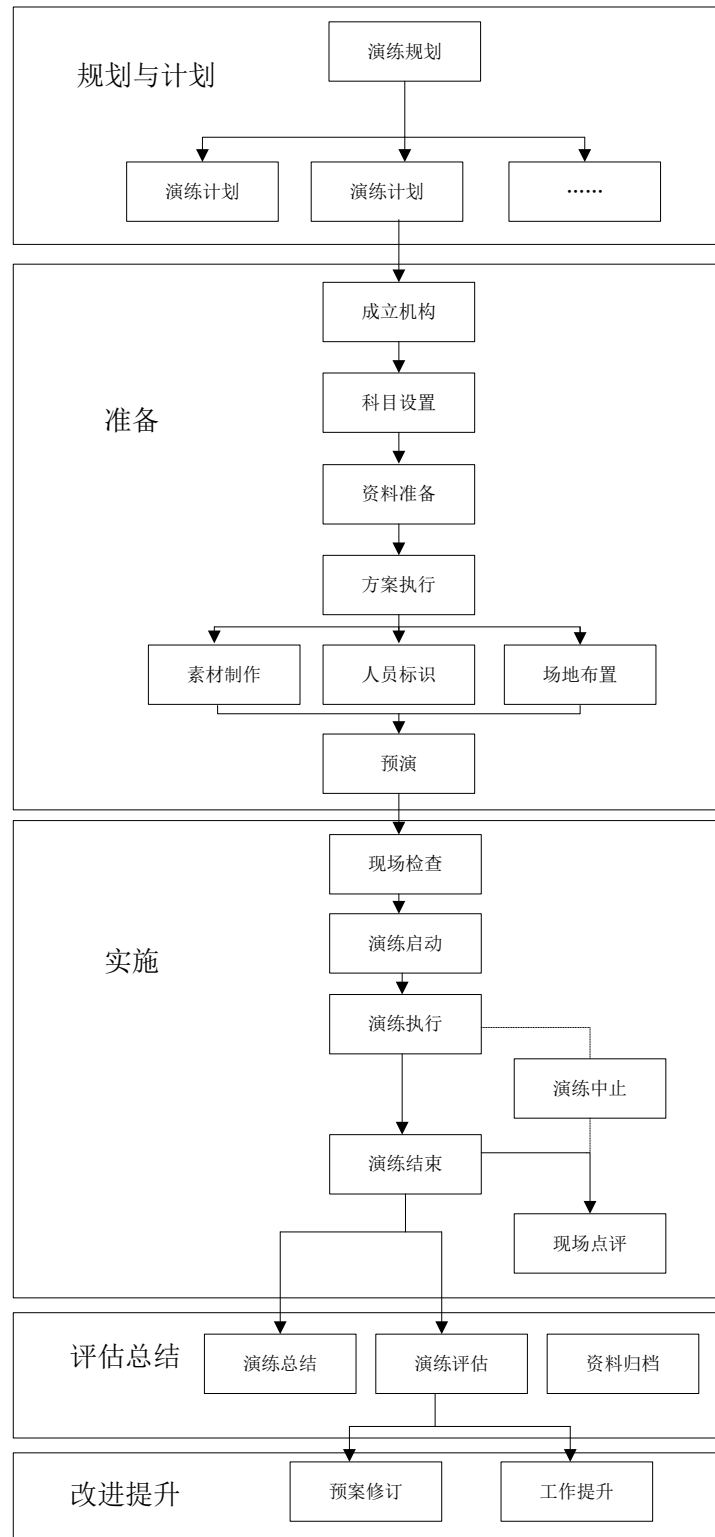 规划与计划
演练规划
演练计划
演练计划
……
准备
成立机构
科目设置
资料准备
方案执行
素材制作
人员标识
场地布置
预演
实施
现场检查
演练启动
演练执行
演练中止
演练结束
现场点评
评估总结
演练总结
演练评估
资料归档
改进提升
预案修订
工作提升